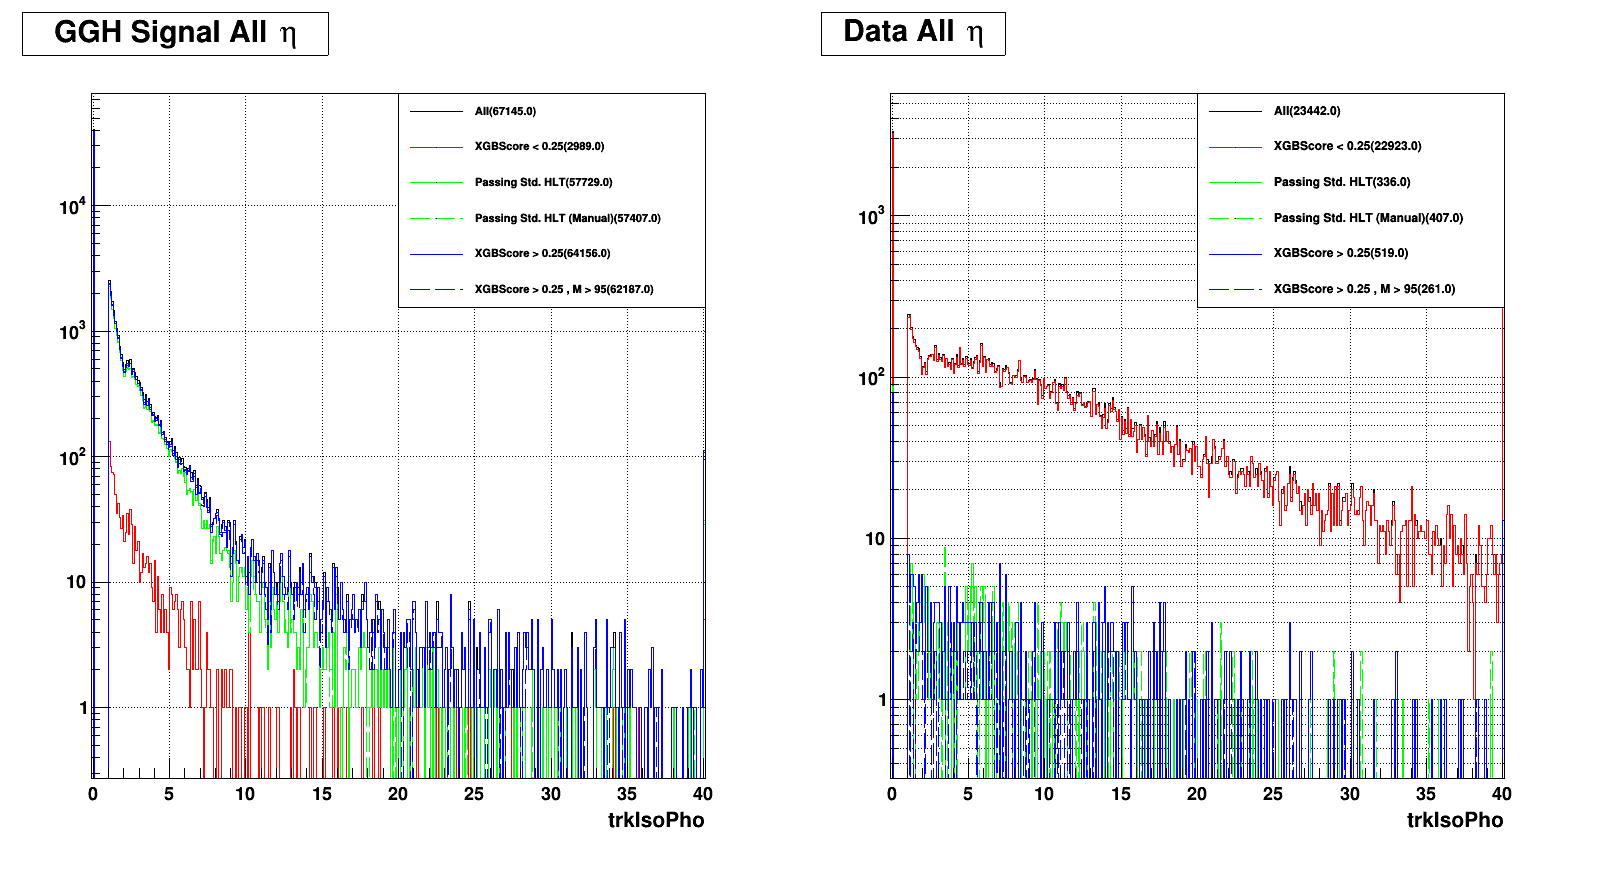 GGH Signal All η
All(67145.0)
XGBScore < 0.25(2989.0)
Passing Std. HLT(57729.0)
Passing Std. HLT (Manual)(57407.0)
XGBScore > 0.25(64156.0)
XGBScore > 0.25 , M > 95(62187.0)
10^4
10^3
10^2
10
1
0 5 10 15 20 25 30 35 40
trkIsoPho
Data All η
All(23442.0)
XGBScore < 0.25(22923.0)
Passing Std. HLT(336.0)
Passing Std. HLT (Manual)(407.0)
XGBScore > 0.25(519.0)
XGBScore > 0.25 , M > 95(261.0)
10^3
10^2
10
1
0 5 10 15 20 25 30 35 40
trkIsoPho